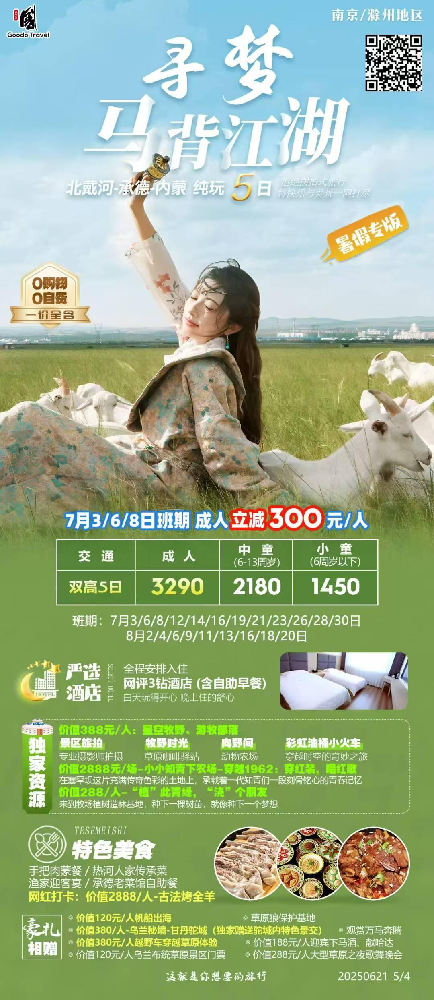 Goodo Travel
南京/滁州地区
寻梦
马背江湖
北戴河-承德-内蒙 纯玩 5日
拒绝摆拍式旅行
将快乐与美景一网打尽
暑假专版
0购物
0自费
一价全含
7月3/6/8日班期 成人立减300元/人
交通 成人 中童 小童
(6-13周岁) (6周岁以下)
双高5日 3290 2180 1450
班期：7月3/6/8/12/14/16/19/21/23/26/28/30日
8月2/4/6/9/11/13/16/18/20日
HOTEL
严选
酒店
SELECT HOTEL
全程安排入住
网评3钻酒店 (含自助早餐)
白天玩得开心 晚上住的舒心
独家资源
价值388元/人：星空牧野、游牧部落
景区旅拍 牧野时光 向野间 彩虹油桶小火车
专业摄影师拍摄 草原咖啡驿站 动物农场 穿越时空的奇妙之旅
价值2888元/场-小小知青下农场-穿越1962：穿红装，唱红歌
在塞罕坝这片充满传奇色彩的土地上，承载着一代知青们一段刻骨铭心的青春记忆
价值288/人-“植”此青绿，“浇”个朋友
来到牧场植树造林基地，种下一棵树苗，就像种下一个梦想
TESEMEISHI
特色美食
手把肉蒙餐 / 热河人家传承菜
渔家迎客宴 / 承德老菜馆自助餐
网红打卡：价值2888/人-古法烤全羊
豪礼
相赠
价值120元/人帆船出海 草原狼保护基地
价值380/人-乌兰秘境-甘丹驼城（独家赠送驼城内特色景交） 观赏万马奔腾
价值380元/人越野车穿越草原体验 价值188元/人迎宾下马酒、献哈达
价值120元/人乌兰布统草原景区门票 价值288元/人大型草原之夜歌舞晚会
这就是你想要的旅行
20250621-5/4